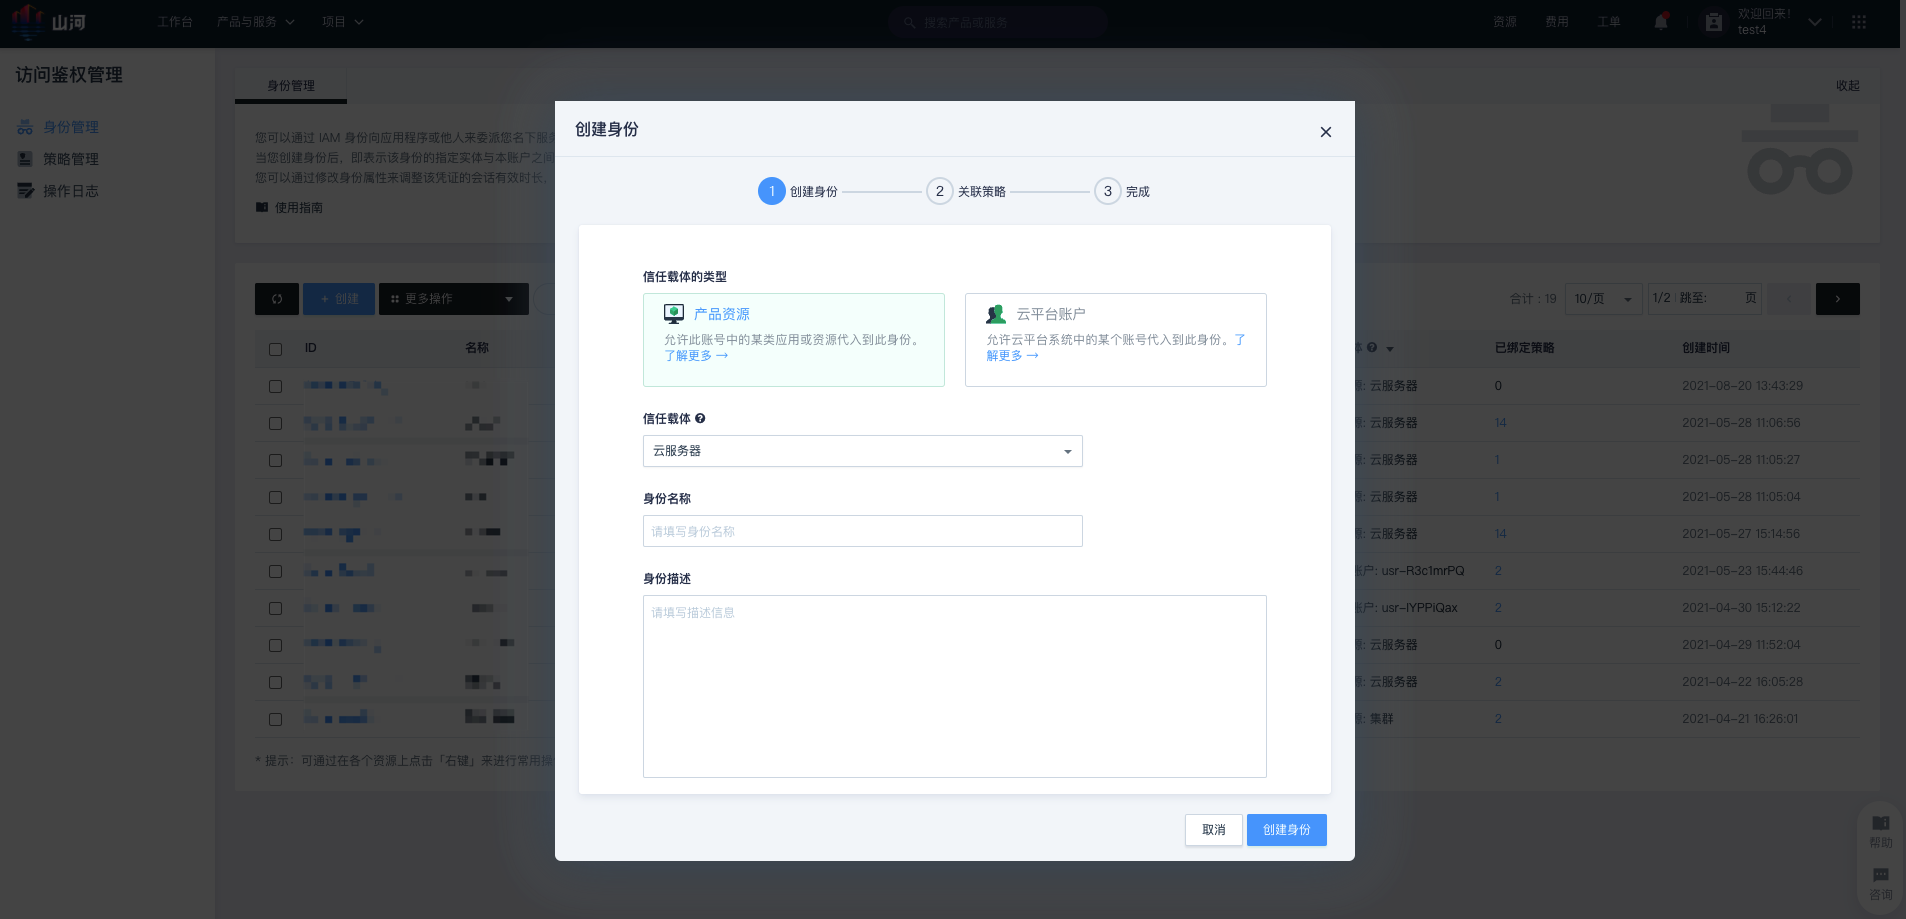 山河
工作台
产品与服务
项目
搜索产品或服务
资源
费用
工单
欢迎回来!
test4
访问鉴权管理
身份管理
策略管理
操作日志
身份管理
收起
您可以通过 IAM 身份向应用程序或他人来委派您名下服务
当您创建身份后，即表示该身份的指定实体与本账户之间
您可以通过修改身份属性来调整该凭证的会话有效时长。
使用指南
+ 创建
更多操作
合计：19
10/页
1/2
跳至:
页
ID
名称
体
已绑定策略
创建时间
源: 云服务器
0
2021-08-20 13:43:29
源: 云服务器
14
2021-05-28 11:06:56
源: 云服务器
1
2021-05-28 11:05:27
源: 云服务器
1
2021-05-28 11:05:04
源: 云服务器
14
2021-05-27 15:14:56
账户: usr-R3c1mrPQ
2
2021-05-23 15:44:46
账户: usr-lYPPiQax
2
2021-04-30 15:12:22
源: 云服务器
0
2021-04-29 11:52:04
源: 云服务器
2
2021-04-22 16:05:28
源: 集群
2
2021-04-21 16:26:01
* 提示：可通过在各个资源上点击「右键」来进行常用操
创建身份
1 创建身份
2 关联策略
3 完成
信任载体的类型
产品资源
允许此账号中的某类应用或资源代入到此身份。
了解更多 →
云平台账户
允许云平台系统中的某个账号代入到此身份。了
解更多 →
信任载体
云服务器
身份名称
请填写身份名称
身份描述
请填写描述信息
取消
创建身份
帮助
咨询